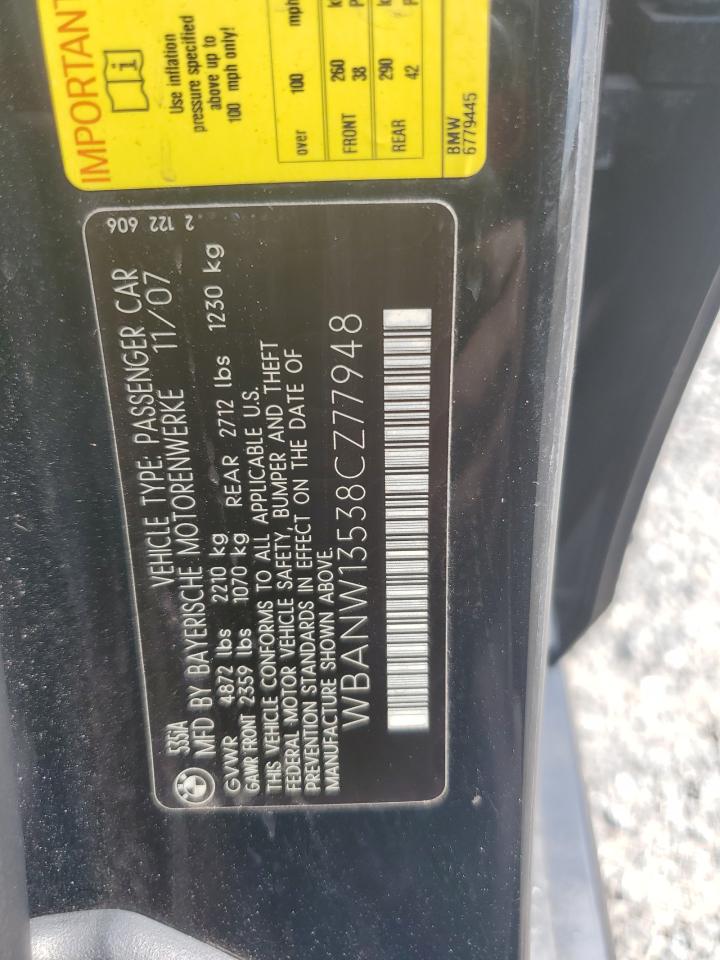 IMPORTANT
Use inflation
pressure specified
above up to
100 mph only!
over 100 mph
FRONT 260
38
REAR 290
42
BMW
6779445
2 122 606
535iA VEHICLE TYPE: PASSENGER CAR
MFD BY BAYERISCHE MOTORENWERKE 11/07
GVWR 4872 lbs 2210 kg
GAWR FRONT 2359 lbs 1070 kg REAR 2712 lbs 1230 kg
THIS VEHICLE CONFORMS TO ALL APPLICABLE U.S.
FEDERAL MOTOR VEHICLE SAFETY, BUMPER AND THEFT
PREVENTION STANDARDS IN EFFECT ON THE DATE OF
MANUFACTURE SHOWN ABOVE.
WBANW13538CZ77948